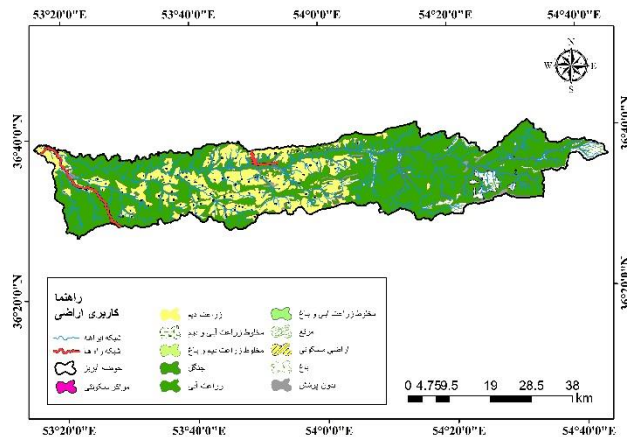 53°20'0"E 53°40'0"E 54°0'0"E 54°20'0"E 54°40'0"E
N
W E
S
36°40'0"N 36°40'0"N
36°20'0"N 36°20'0"N
راهنما
کاربری اراضی
شبکه آبراهه
شبکه راه ها
حوضه آبریز
مراکز سکونتی
زراعت دیم
مخلوط زراعت آبی و دیم
مخلوط زراعت دیم و باغ
جنگل
زراعت آبی
مخلوط زراعت آبی و باغ
مرتع
اراضی مسکونی
باغ
بدون پوشش
0 4.75 9.5 19 28.5 38
km
53°20'0"E 53°40'0"E 54°0'0"E 54°20'0"E 54°40'0"E